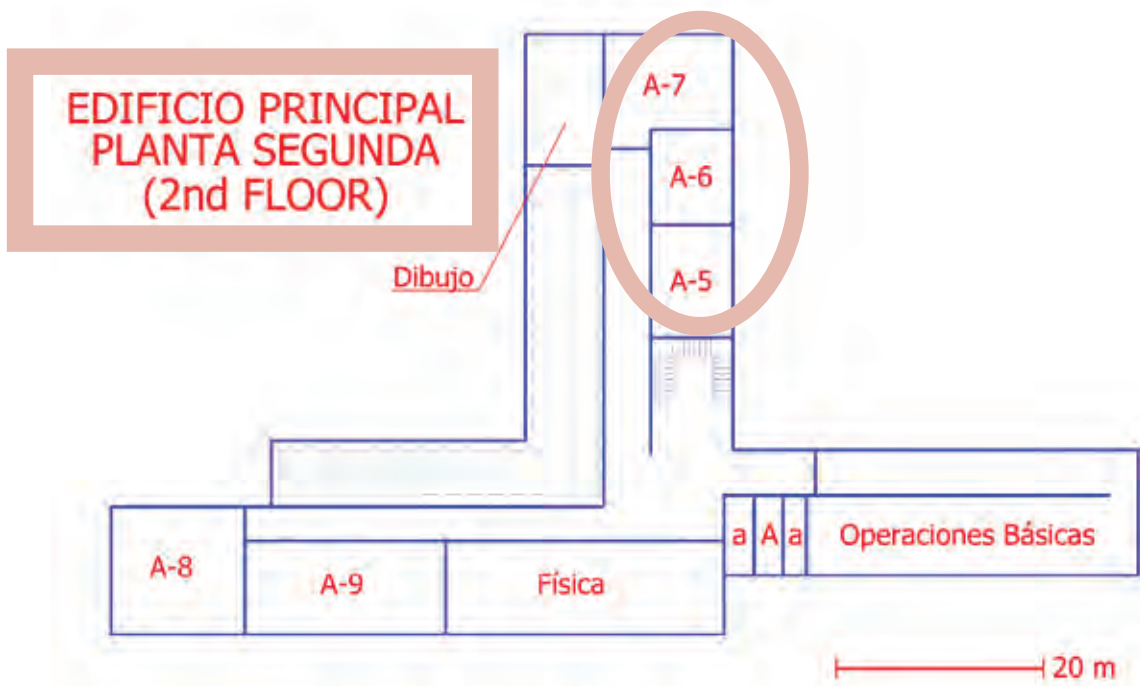 EDIFICIO PRINCIPAL
PLANTA SEGUNDA
(2nd FLOOR)
A-7
A-6
Dibujo
A-5
A-8
A-9
Física
a
A
a
Operaciones Básicas
20 m